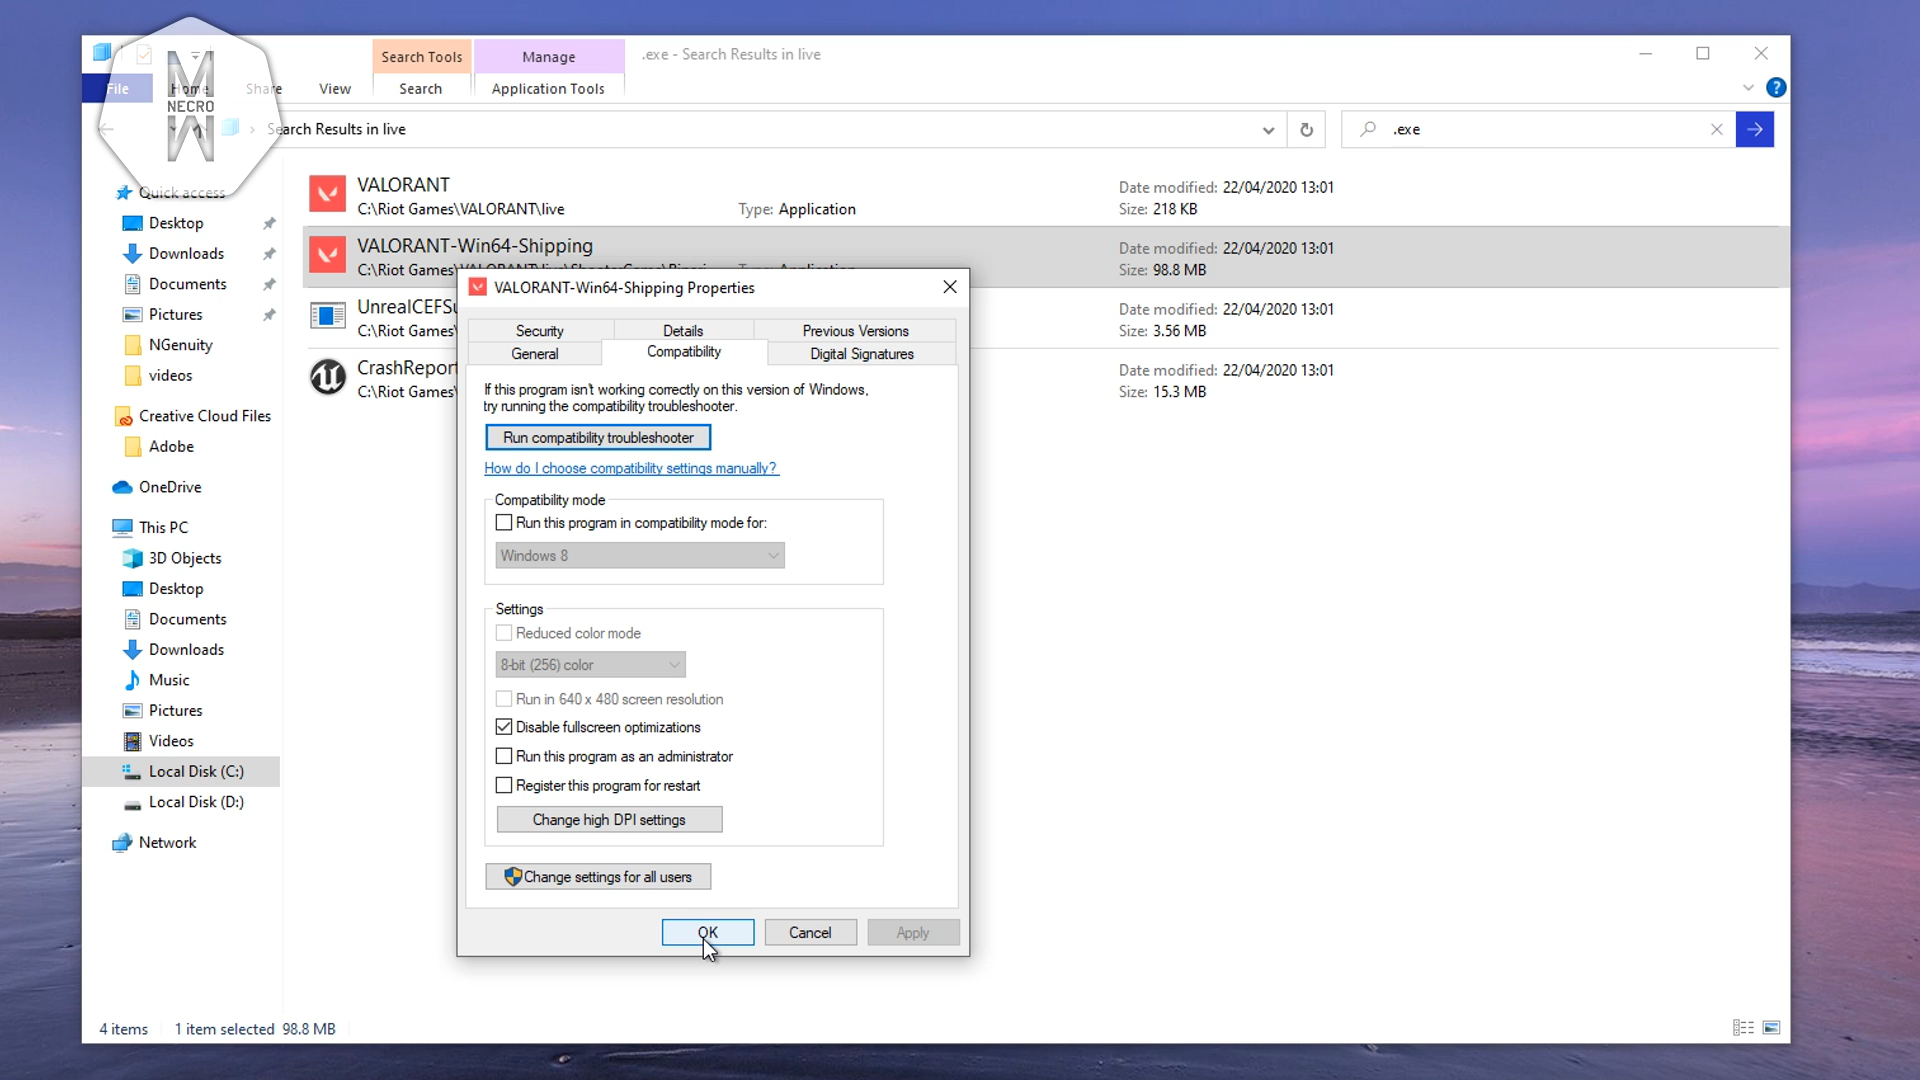 Search Tools
Manage
.exe - Search Results in live
File
Home
Share
View
Search
Application Tools
NECRO
Search Results in live
.exe
Quick access
Desktop
Downloads
Documents
Pictures
NGenuity
videos
Creative Cloud Files
Adobe
OneDrive
This PC
3D Objects
Desktop
Documents
Downloads
Music
Pictures
Videos
Local Disk (C:)
Local Disk (D:)
Network
VALORANT
C:\Riot Games\VALORANT\live
Type: Application
Date modified: 22/04/2020 13:01
Size: 218 KB
VALORANT-Win64-Shipping
Date modified: 22/04/2020 13:01
C:\Riot Games\VALORANT\live\ShooterGame\Binari
Type: Application
Size: 98.8 MB
UnrealCEFSu
C:\Riot Games\
Date modified: 22/04/2020 13:01
Size: 3.56 MB
CrashReport
C:\Riot Games\
Date modified: 22/04/2020 13:01
Size: 15.3 MB
VALORANT-Win64-Shipping Properties
Security
Details
Previous Versions
General
Compatibility
Digital Signatures
If this program isn't working correctly on this version of Windows,
try running the compatibility troubleshooter.
Run compatibility troubleshooter
How do I choose compatibility settings manually?
Compatibility mode
Run this program in compatibility mode for:
Windows 8
Settings
Reduced color mode
8-bit (256) color
Run in 640 x 480 screen resolution
Disable fullscreen optimizations
Run this program as an administrator
Register this program for restart
Change high DPI settings
Change settings for all users
OK
Cancel
Apply
4 items
1 item selected 98.8 MB